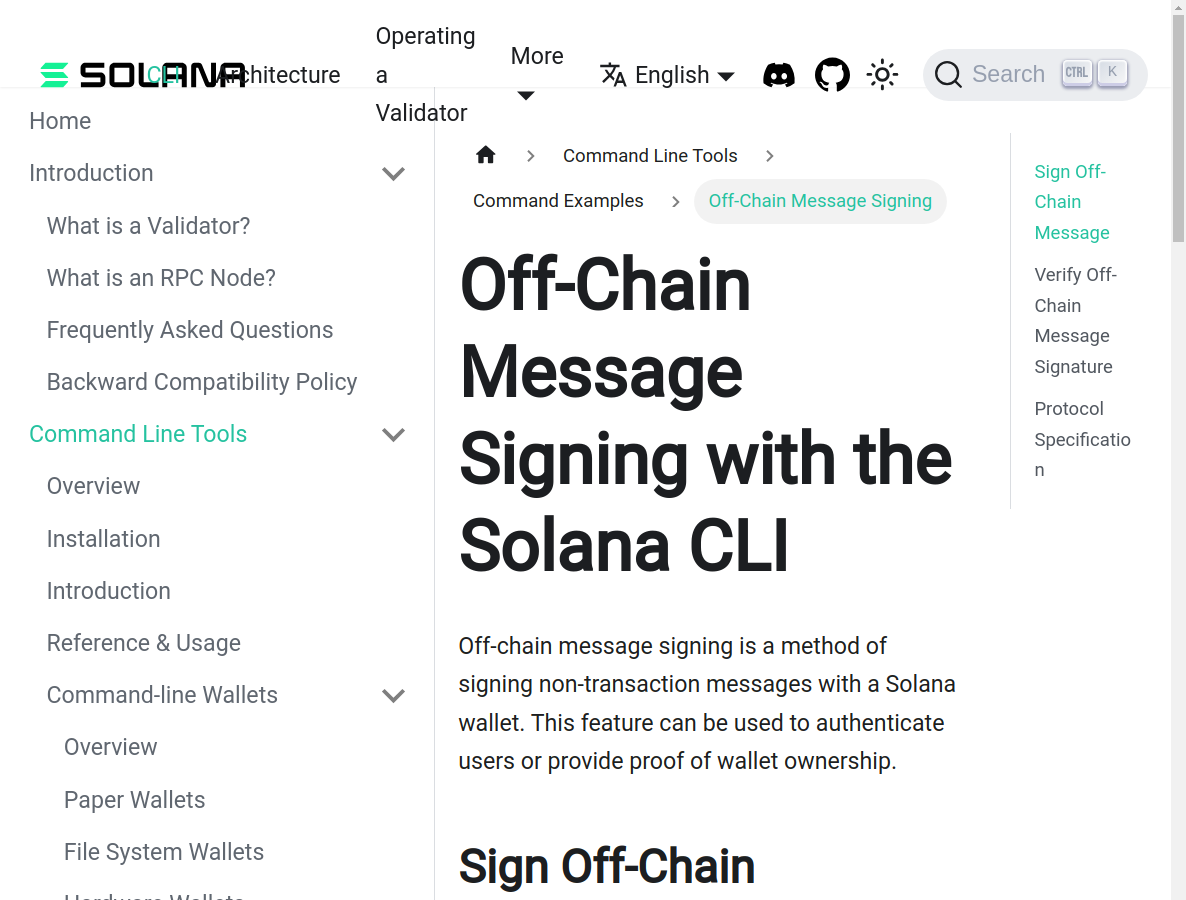 SOLANA
CLI
Architecture
Operating
a
Validator
More
English
Search
CTRL
K
Home
Introduction
What is a Validator?
What is an RPC Node?
Frequently Asked Questions
Backward Compatibility Policy
Command Line Tools
Overview
Installation
Introduction
Reference & Usage
Command-line Wallets
Overview
Paper Wallets
File System Wallets
Hardware Wallets
Command Line Tools
Command Examples
Off-Chain Message Signing
Off-Chain
Message
Signing with the
Solana CLI
Off-chain message signing is a method of
signing non-transaction messages with a Solana
wallet. This feature can be used to authenticate
users or provide proof of wallet ownership.
Sign Off-Chain
Sign Off-
Chain
Message
Verify Off-
Chain
Message
Signature
Protocol
Specificatio
n